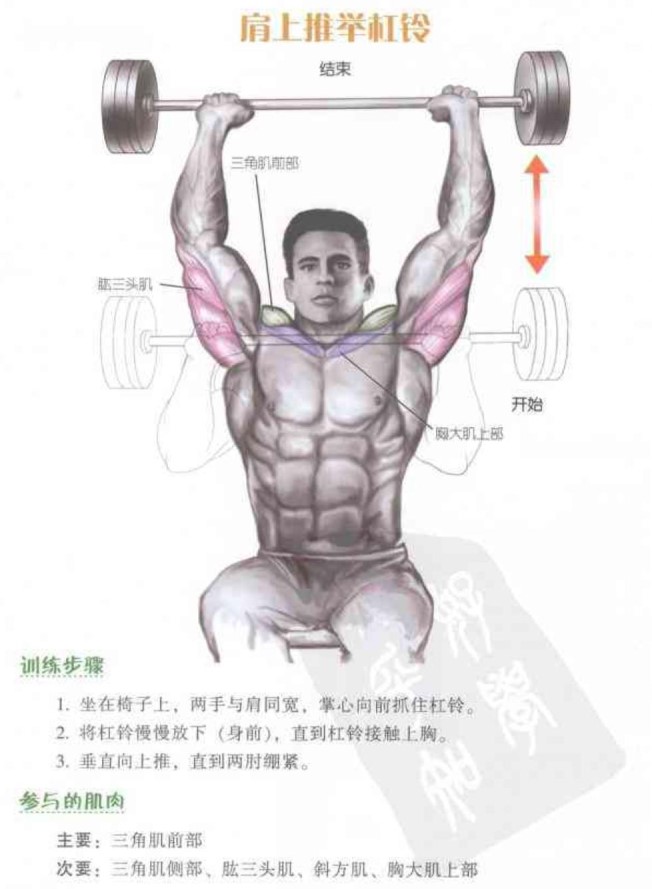 肩上推举杠铃
结束
三角肌前部
肱三头肌
开始
胸大肌上部
训练步骤
1. 坐在椅子上，两手与肩同宽，掌心向前抓住杠铃。
2. 将杠铃慢慢放下（身前），直到杠铃接触上胸。
3. 垂直向上推，直到两肘绷紧。
参与的肌肉
主要：三角肌前部
次要：三角肌侧部、肱三头肌、斜方肌、胸大肌上部